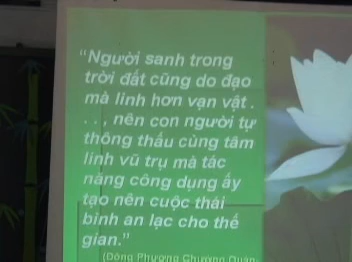 “Người sanh trong
trời đất cũng do đạo
mà linh hơn vạn vật .
. . , nên con người tự
thông thấu cùng tâm
linh vũ trụ mà tác
năng công dụng ấy
tạo nên cuộc thái
bình an lạc cho thế
gian.”
(Đông Phương Chưởng Quản